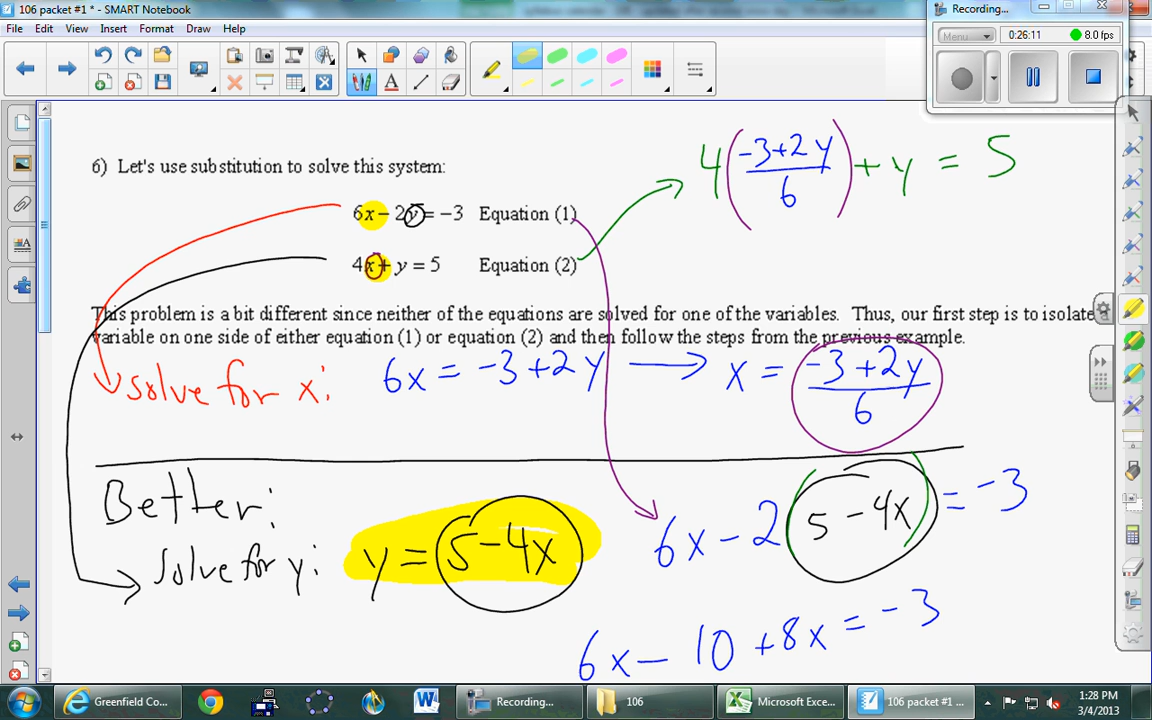 106 packet #1 * - SMART Notebook
Recording...
File Edit View Insert Format Draw Help
Menu
0:26:11
8.0 fps
4(-3+2y/6) + y = 5
6) Let's use substitution to solve this system:
6x − 2y = −3 Equation (1)
4x + y = 5 Equation (2)
This problem is a bit different since neither of the equations are solved for one of the variables. Thus, our first step is to isolate
variable on one side of either equation (1) or equation (2) and then follow the steps from the previous example.
solve for x: 6x = -3 +2y → x = -3 +2y/6
Better:
Solve for y: y = 5 -4x
6x - 2(5 - 4x) = -3
6x - 10 + 8x = -3
Greenfield Co...
Recording...
106
Microsoft Exce...
106 packet #1 ...
1:28 PM
3/4/2013